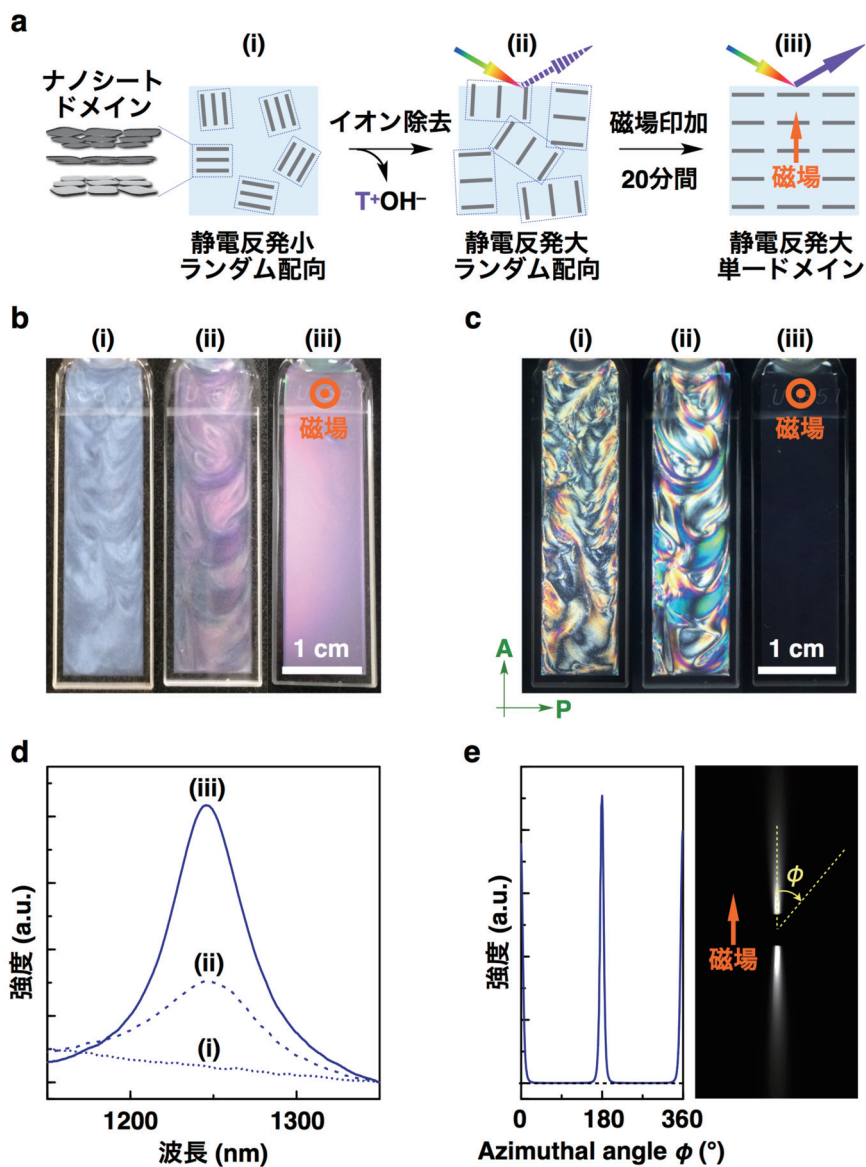 a
(i)
(ii)
(iii)
ナノシート
ドメイン
イオン除去
T⁺OH⁻
磁場印加
20分間
磁場
静電反発小
ランダム配向
静電反発大
ランダム配向
静電反発大
単一ドメイン
b
(i)
(ii)
(iii)
磁場
1 cm
c
(i)
(ii)
(iii)
磁場
1 cm
A
P
d
(iii)
(ii)
(i)
強度 (a.u.)
1200
1300
波長 (nm)
e
強度 (a.u.)
0
180
360
Azimuthal angle ϕ (°)
ϕ
磁場